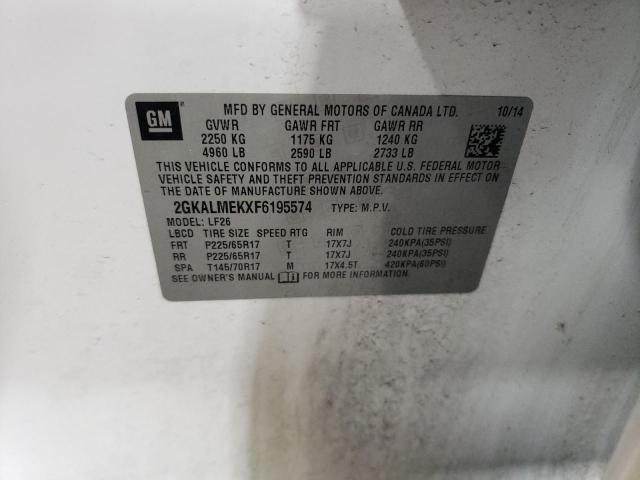 GM
MFD BY GENERAL MOTORS OF CANADA LTD. 10/14
GVWR GAWR FRT GAWR RR
2250 KG 1175 KG 1240 KG
4960 LB 2590 LB 2733 LB
THIS VEHICLE CONFORMS TO ALL APPLICABLE U.S. FEDERAL MOTOR
VEHICLE SAFETY AND THEFT PREVENTION STANDARDS IN EFFECT ON
THE DATE OF MANUFACTURE SHOWN ABOVE.
2GKALMEKXF6195574 TYPE: M.P.V.
MODEL: LF26
LBCD TIRE SIZE SPEED RTG RIM COLD TIRE PRESSURE
FRT P225/65R17 T 17X7J 240KPA(35PSI)
RR P225/65R17 T 17X7J 240KPA(35PSI)
SPA T145/70R17 M 17X4.5T 420KPA(60PSI)
SEE OWNER'S MANUAL FOR MORE INFORMATION.